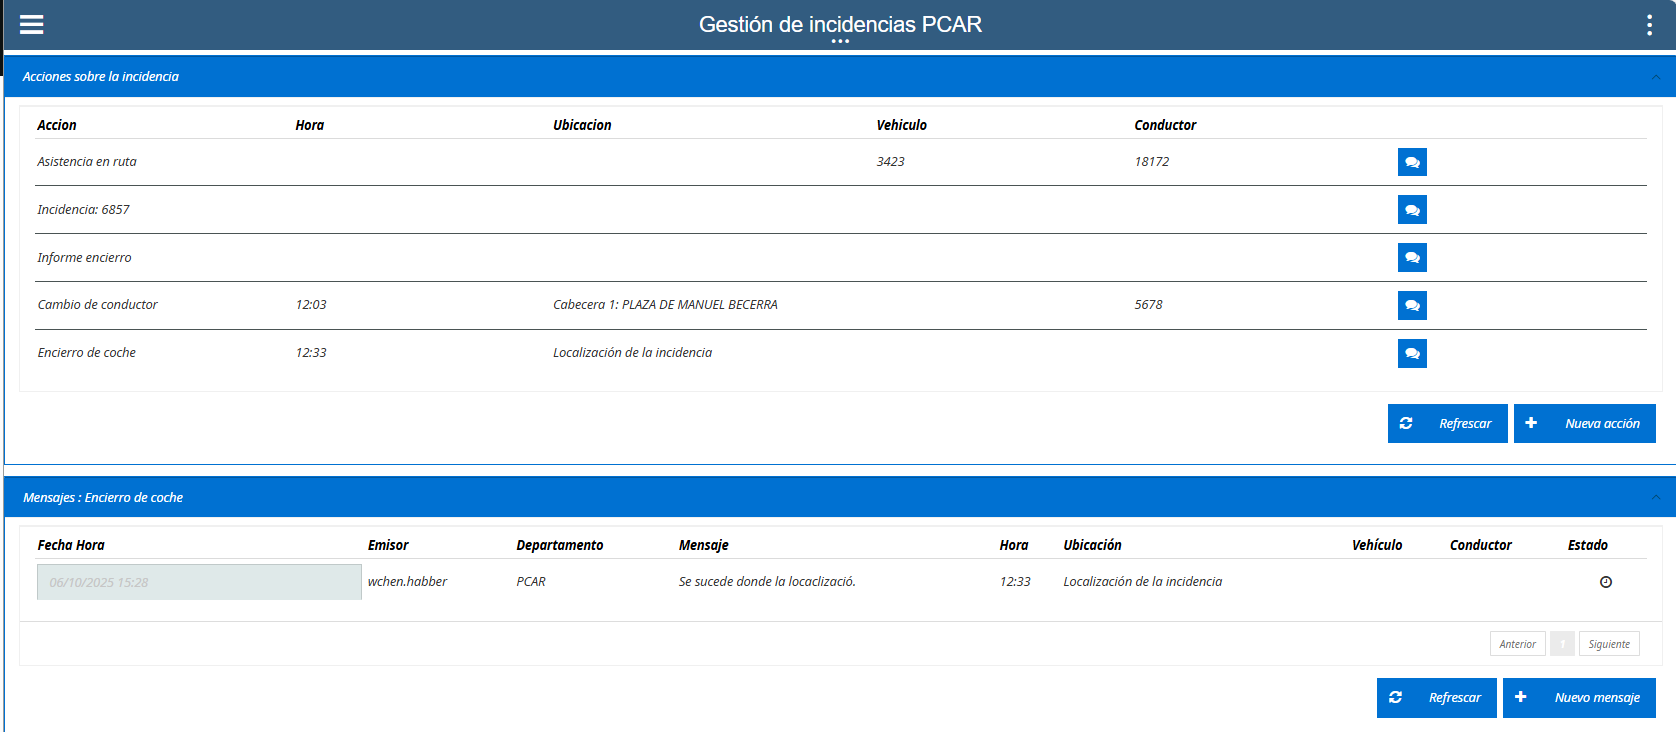 Gestión de incidencias PCAR
Acciones sobre la incidencia
Accion Hora Ubicacion Vehiculo Conductor
Asistencia en ruta 3423 18172
Incidencia: 6857
Informe encierro
Cambio de conductor 12:03 Cabecera 1: PLAZA DE MANUEL BECERRA 5678
Encierro de coche 12:33 Localización de la incidencia
Refrescar Nueva acción
Mensajes : Encierro de coche
Fecha Hora Emisor Departamento Mensaje Hora Ubicación Vehículo Conductor Estado
06/10/2025 15:28 wchen.habber PCAR Se sucede donde la locaclizació. 12:33 Localización de la incidencia
Anterior 1 Siguiente
Refrescar Nuevo mensaje